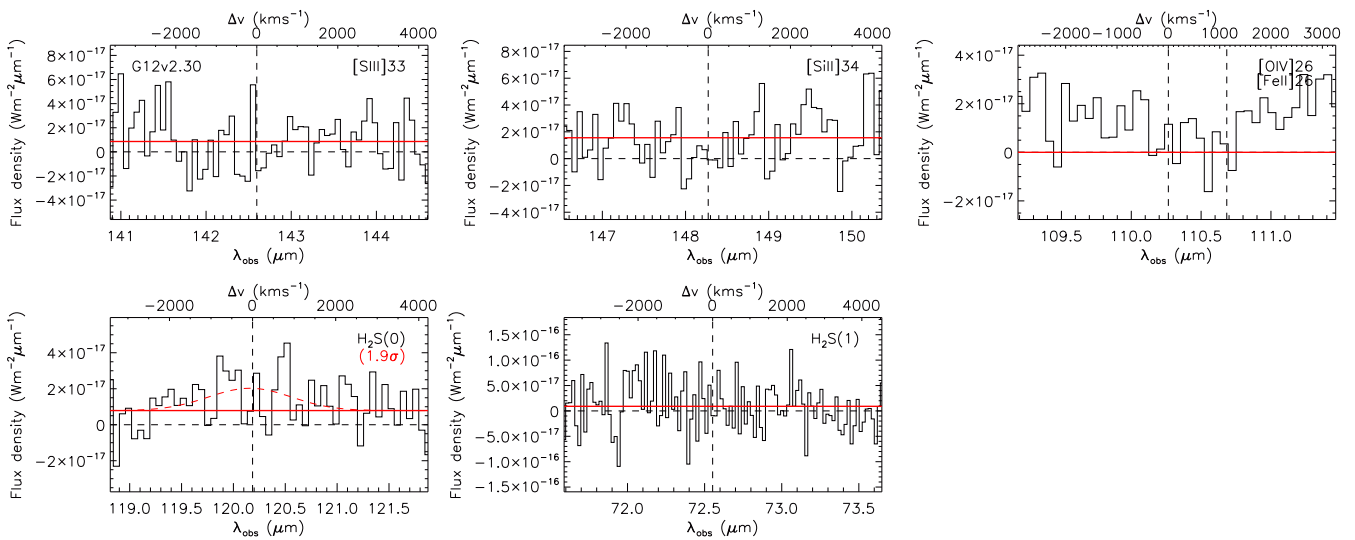 Δv (kms⁻¹)
−2000 0 2000 4000
8×10⁻¹⁷
6×10⁻¹⁷
4×10⁻¹⁷
2×10⁻¹⁷
0
−2×10⁻¹⁷
−4×10⁻¹⁷
Flux density (Wm⁻²μm⁻¹)
G12v2.30 [SIII]33
141 142 143 144
λobs (μm)
Δv (kms⁻¹)
−2000 0 2000 4000
8×10⁻¹⁷
6×10⁻¹⁷
4×10⁻¹⁷
2×10⁻¹⁷
0
−2×10⁻¹⁷
−4×10⁻¹⁷
Flux density (Wm⁻²μm⁻¹)
[SiII]34
147 148 149 150
λobs (μm)
Δv (kms⁻¹)
−2000 −1000 0 1000 2000 3000
4×10⁻¹⁷
2×10⁻¹⁷
0
−2×10⁻¹⁷
Flux density (Wm⁻²μm⁻¹)
[OIV]26
[FeII]26
109.5 110.0 110.5 111.0
λobs (μm)
Δv (kms⁻¹)
−2000 0 2000 4000
4×10⁻¹⁷
2×10⁻¹⁷
0
−2×10⁻¹⁷
Flux density (Wm⁻²μm⁻¹)
H₂S(0)
(1.9σ)
119.0 119.5 120.0 120.5 121.0 121.5
λobs (μm)
Δv (kms⁻¹)
−2000 0 2000 4000
1.5×10⁻¹⁶
1.0×10⁻¹⁶
5.0×10⁻¹⁷
0
−5.0×10⁻¹⁷
−1.0×10⁻¹⁶
−1.5×10⁻¹⁶
Flux density (Wm⁻²μm⁻¹)
H₂S(1)
72.0 72.5 73.0 73.5
λobs (μm)